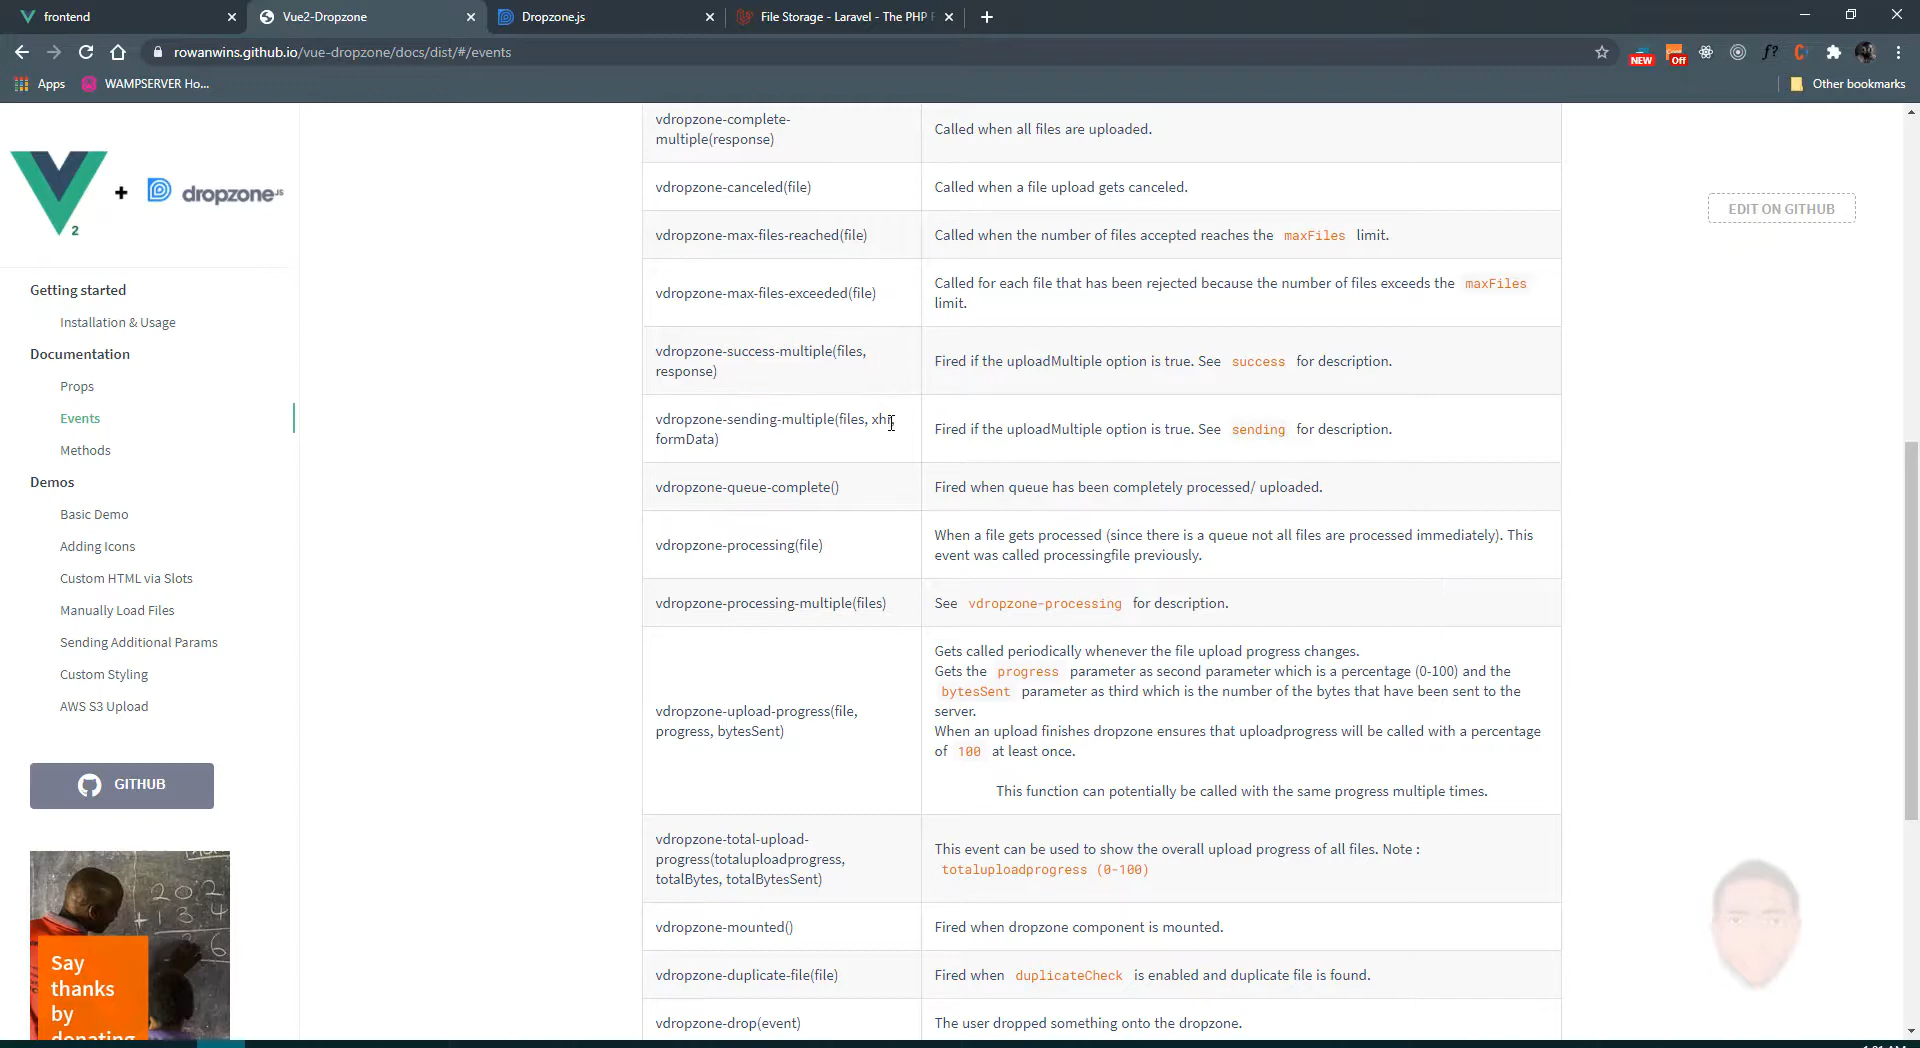 frontend
Vue2-Dropzone
Dropzone.js
File Storage - Laravel - The PHP F
rowanwins.github.io/vue-dropzone/docs/dist/#/events
NEW
Off
f?
Apps
WAMPSERVER Ho...
Other bookmarks
2
+
dropzone JS
EDIT ON GITHUB
Getting started
Installation & Usage
Documentation
Props
Events
Methods
Demos
Basic Demo
Adding Icons
Custom HTML via Slots
Manually Load Files
Sending Additional Params
Custom Styling
AWS S3 Upload
GITHUB
Say
thanks
by
donating
vdropzone-complete-
multiple(response)
Called when all files are uploaded.
vdropzone-canceled(file)
Called when a file upload gets canceled.
vdropzone-max-files-reached(file)
Called when the number of files accepted reaches the maxFiles limit.
vdropzone-max-files-exceeded(file)
Called for each file that has been rejected because the number of files exceeds the maxFiles
limit.
vdropzone-success-multiple(files,
response)
Fired if the uploadMultiple option is true. See success for description.
vdropzone-sending-multiple(files, xhr,
formData)
Fired if the uploadMultiple option is true. See sending for description.
vdropzone-queue-complete()
Fired when queue has been completely processed/ uploaded.
vdropzone-processing(file)
When a file gets processed (since there is a queue not all files are processed immediately). This
event was called processingfile previously.
vdropzone-processing-multiple(files)
See vdropzone-processing for description.
vdropzone-upload-progress(file,
progress, bytesSent)
Gets called periodically whenever the file upload progress changes.
Gets the progress parameter as second parameter which is a percentage (0-100) and the
bytesSent parameter as third which is the number of the bytes that have been sent to the
server.
When an upload finishes dropzone ensures that uploadprogress will be called with a percentage
of 100 at least once.
This function can potentially be called with the same progress multiple times.
vdropzone-total-upload-
progress(totaluploadprogress,
totalBytes, totalBytesSent)
This event can be used to show the overall upload progress of all files. Note :
totaluploadprogress (0-100)
vdropzone-mounted()
Fired when dropzone component is mounted.
vdropzone-duplicate-file(file)
Fired when duplicateCheck is enabled and duplicate file is found.
vdropzone-drop(event)
The user dropped something onto the dropzone.